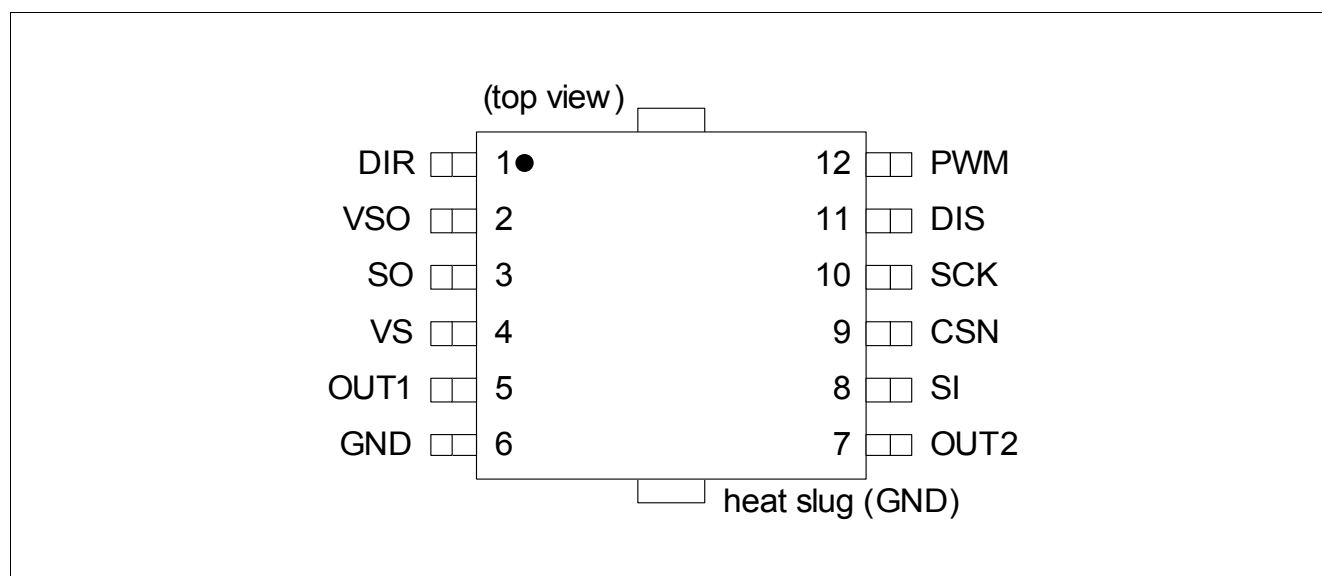 (top view)
DIR 1 12 PWM
VSO 2 11 DIS
SO 3 10 SCK
VS 4 9 CSN
OUT1 5 8 SI
GND 6 7 OUT2
heat slug (GND)